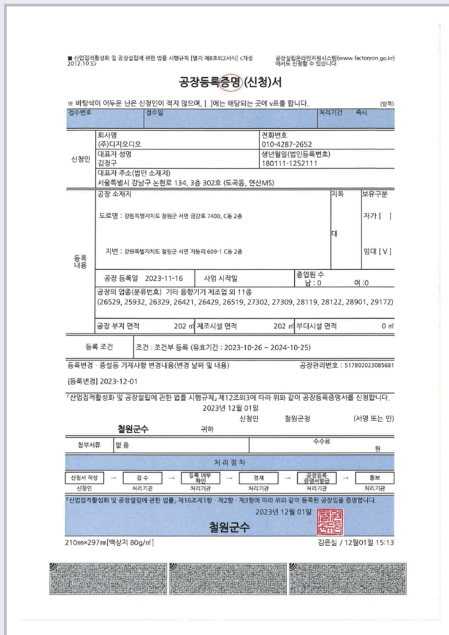 ■ 산업집적활성화 및 공장설립에 관한 법률 시행규칙 [별지 제8호의2서식] <개정 2012.10.5>
공장설립온라인지원시스템(www.factoryon.go.kr)에서도 신청할 수 있습니다.
공장등록증명(신청)서
※ 바탕색이 어두운 난은 신청인이 적지 않으며, [ ]에는 해당되는 곳에 v표를 합니다. (앞쪽)
접수번호 접수일 처리기간 즉시
신청인
회사명
(주)디지오디오
전화번호
010-4287-2652
대표자 성명
김정구
생년월일(법인등록번호)
180111-1252111
대표자 주소(법인 소재지)
서울특별시 강남구 논현로 134, 3층 302호 (도곡동, 연산MS)
등록 내용
공장 소재지 지목 보유구분
도로명 : 강원특별자치도 철원군 서면 금강로 7400, C동 2층 자가 [ ]
대
지번 : 강원특별자치도 철원군 서면 자등리 609-1 C동 2층 임대 [ V ]
공장 등록일 2023-11-16 사업 시작일 종업원 수
남 : 0 여 :0
공장의 업종(분류번호) 기타 음향기기 제조업 외 11종
(26529, 25932, 26329, 26421, 26429, 26519, 27302, 27309, 28119, 28122, 28901, 29172)
공장 부지 면적 202 ㎡ 제조시설 면적 202 ㎡ 부대시설 면적 0 ㎡
등록 조건 조건 : 조건부 등록 (유효기간 : 2023-10-26 ~ 2024-10-25)
등록변경ㆍ증설등 기재사항 변경내용(변경 날짜 및 내용) 공장관리번호 : 517802023085681
[등록변경] 2023-12-01
「산업집적활성화 및 공장설립에 관한 법률 시행규칙」 제12조의3에 따라 위와 같이 공장등록증명서를 신청합니다.
2023년 12월 01일
신청인 철원군청 (서명 또는 인)
철원군수 귀하
첨부서류 없 음 수수료
원
처 리 절 차
신청서 작성 → 접 수 → 등록 여부 확인 → 결재 → 공장등록 증명서발급 → 통보
신청인 처리기관 처리기관 처리기관 처리기관 처리기관
「산업집적활성화 및 공장설립에 관한 법률」 제16조제1항ㆍ제2항ㆍ제3항에 따라 위와 같이 등록된 공장임을 증명합니다.
2023년 12월 01일
철원군수
210㎜×297㎜[백상지 80g/㎡]
김은실 / 12월01일 15:13